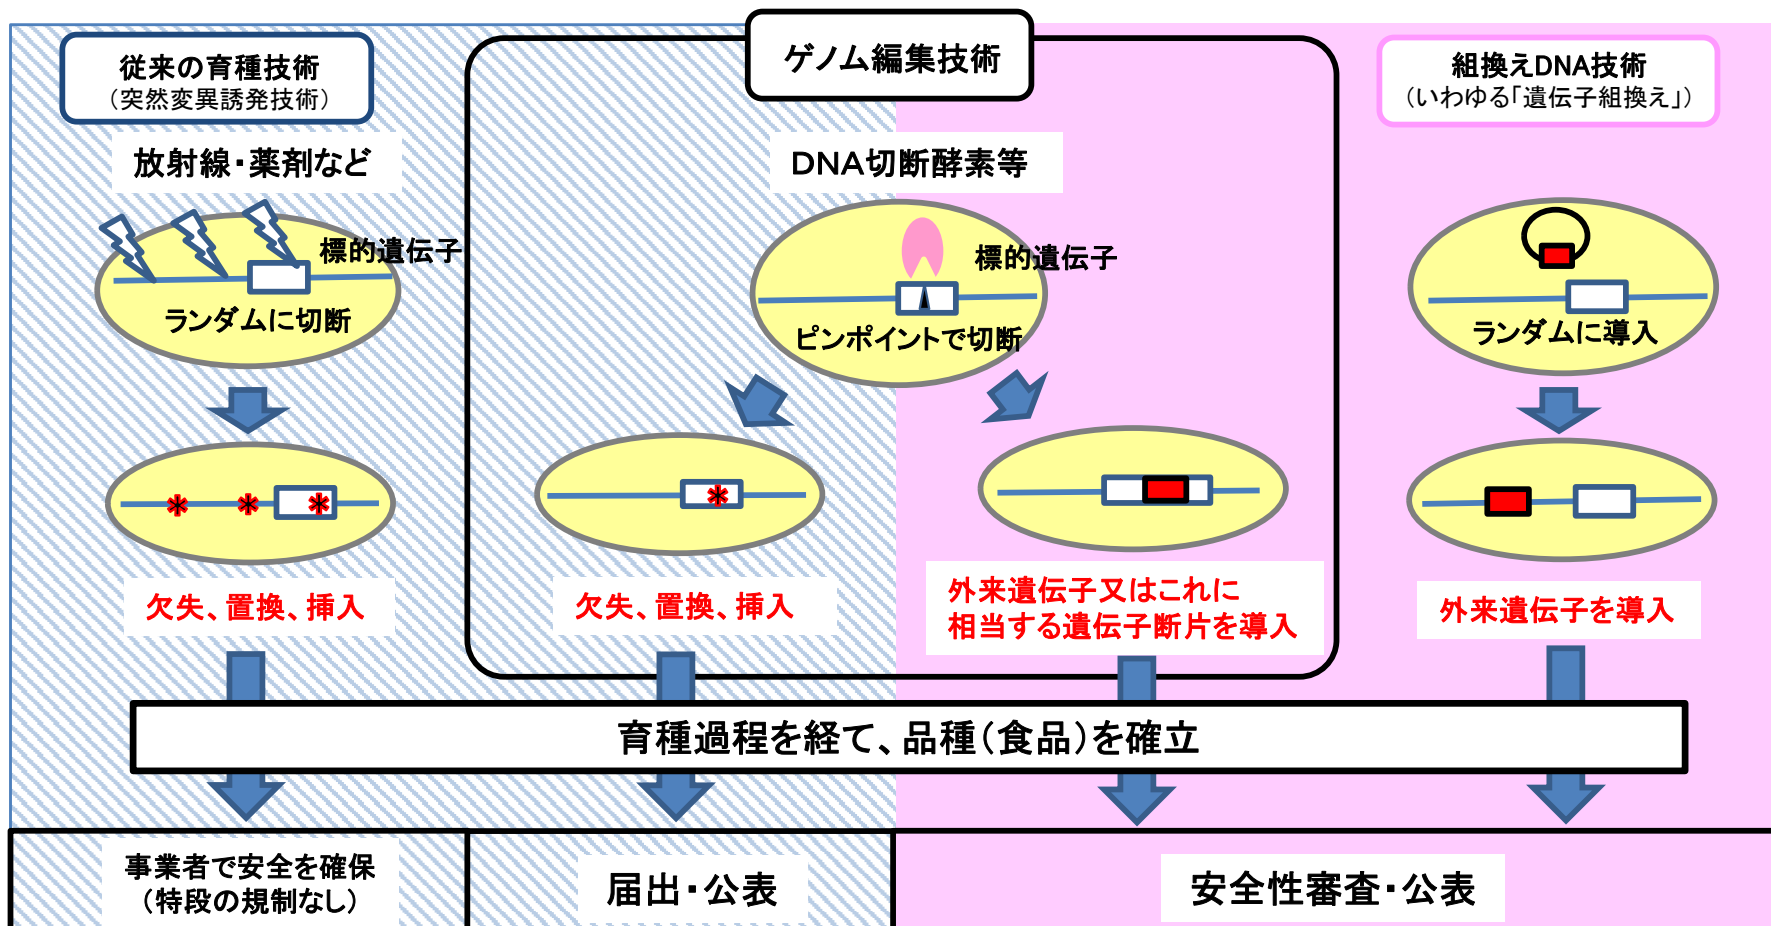 ゲノム編集技術
従来の育種技術
（突然変異誘発技術）
組換えDNA技術
（いわゆる「遺伝子組換え」）
放射線・薬剤など
DNA切断酵素等
標的遺伝子
ランダムに切断
標的遺伝子
ピンポイントで切断
ランダムに導入
欠失、置換、挿入
欠失、置換、挿入
外来遺伝子又はこれに
相当する遺伝子断片を導入
外来遺伝子を導入
育種過程を経て、品種（食品）を確立
事業者で安全を確保
（特段の規制なし）
届出・公表
安全性審査・公表